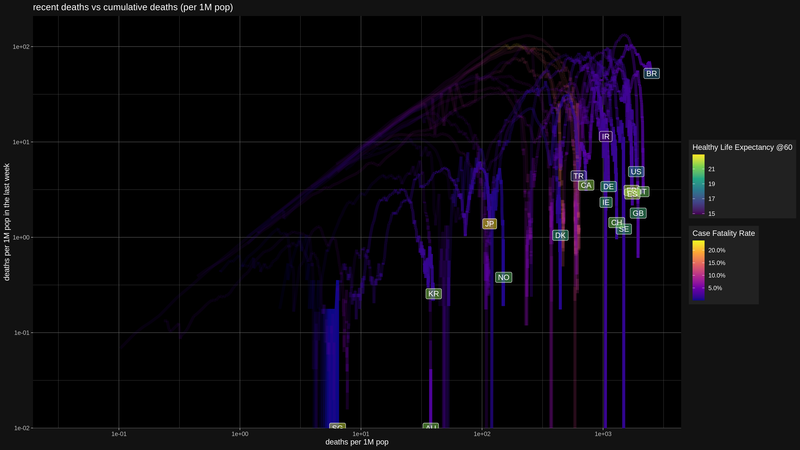 recent deaths vs cumulative deaths (per 1M pop)
deaths per 1M pop in the last week
1e+02
1e+01
1e+00
1e-01
1e-02
BR
IR
US
TR
CA
DE
ES
IT
IE
GB
CH
SE
JP
DK
NO
KR
SG
AU
1e-01
1e+00
1e+01
1e+02
1e+03
deaths per 1M pop
Healthy Life Expectancy @60
21
19
17
15
Case Fatality Rate
20.0%
15.0%
10.0%
5.0%